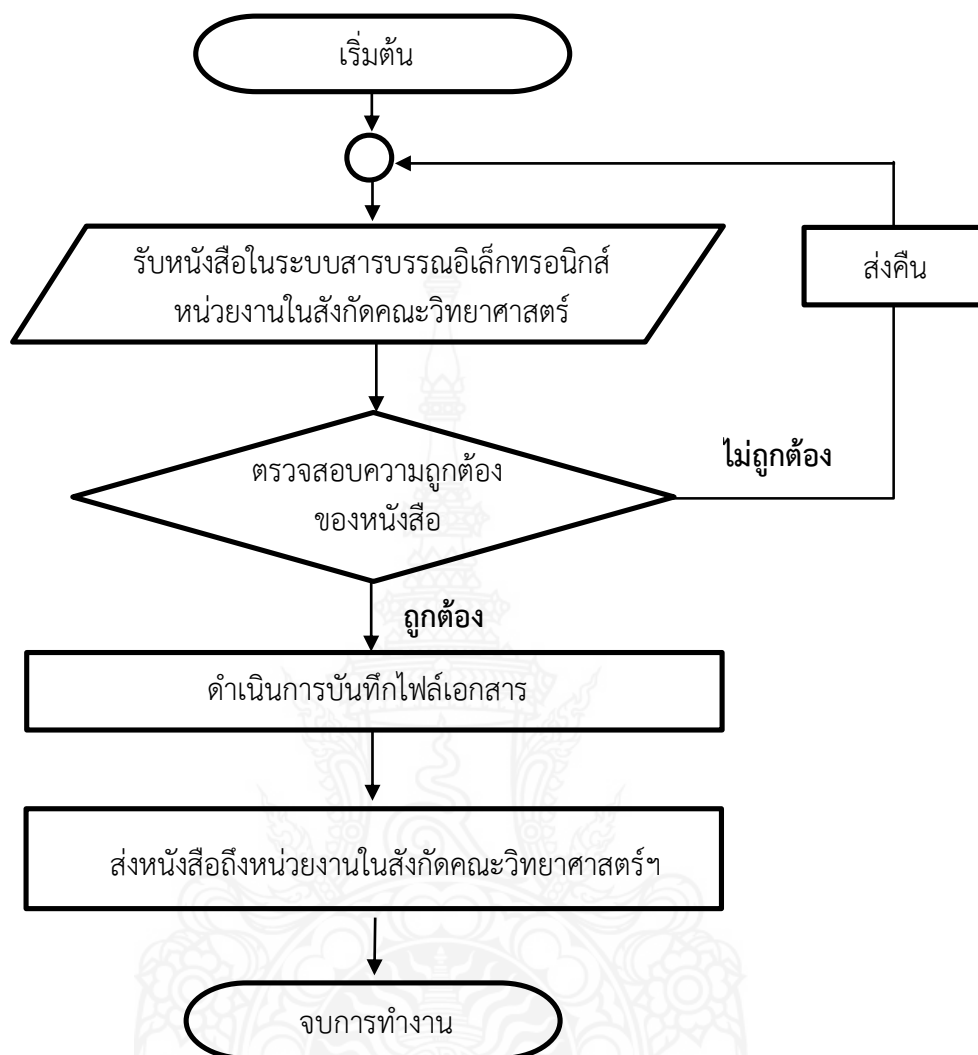 เริ่มต้น
รับหนังสือในระบบสารบรรณอิเล็กทรอนิกส์
หน่วยงานในสังกัดคณะวิทยาศาสตร์
ส่งคืน
ตรวจสอบความถูกต้อง
ของหนังสือ
ไม่ถูกต้อง
ถูกต้อง
ดำเนินการบันทึกไฟล์เอกสาร
ส่งหนังสือถึงหน่วยงานในสังกัดคณะวิทยาศาสตร์ฯ
จบการทำงาน